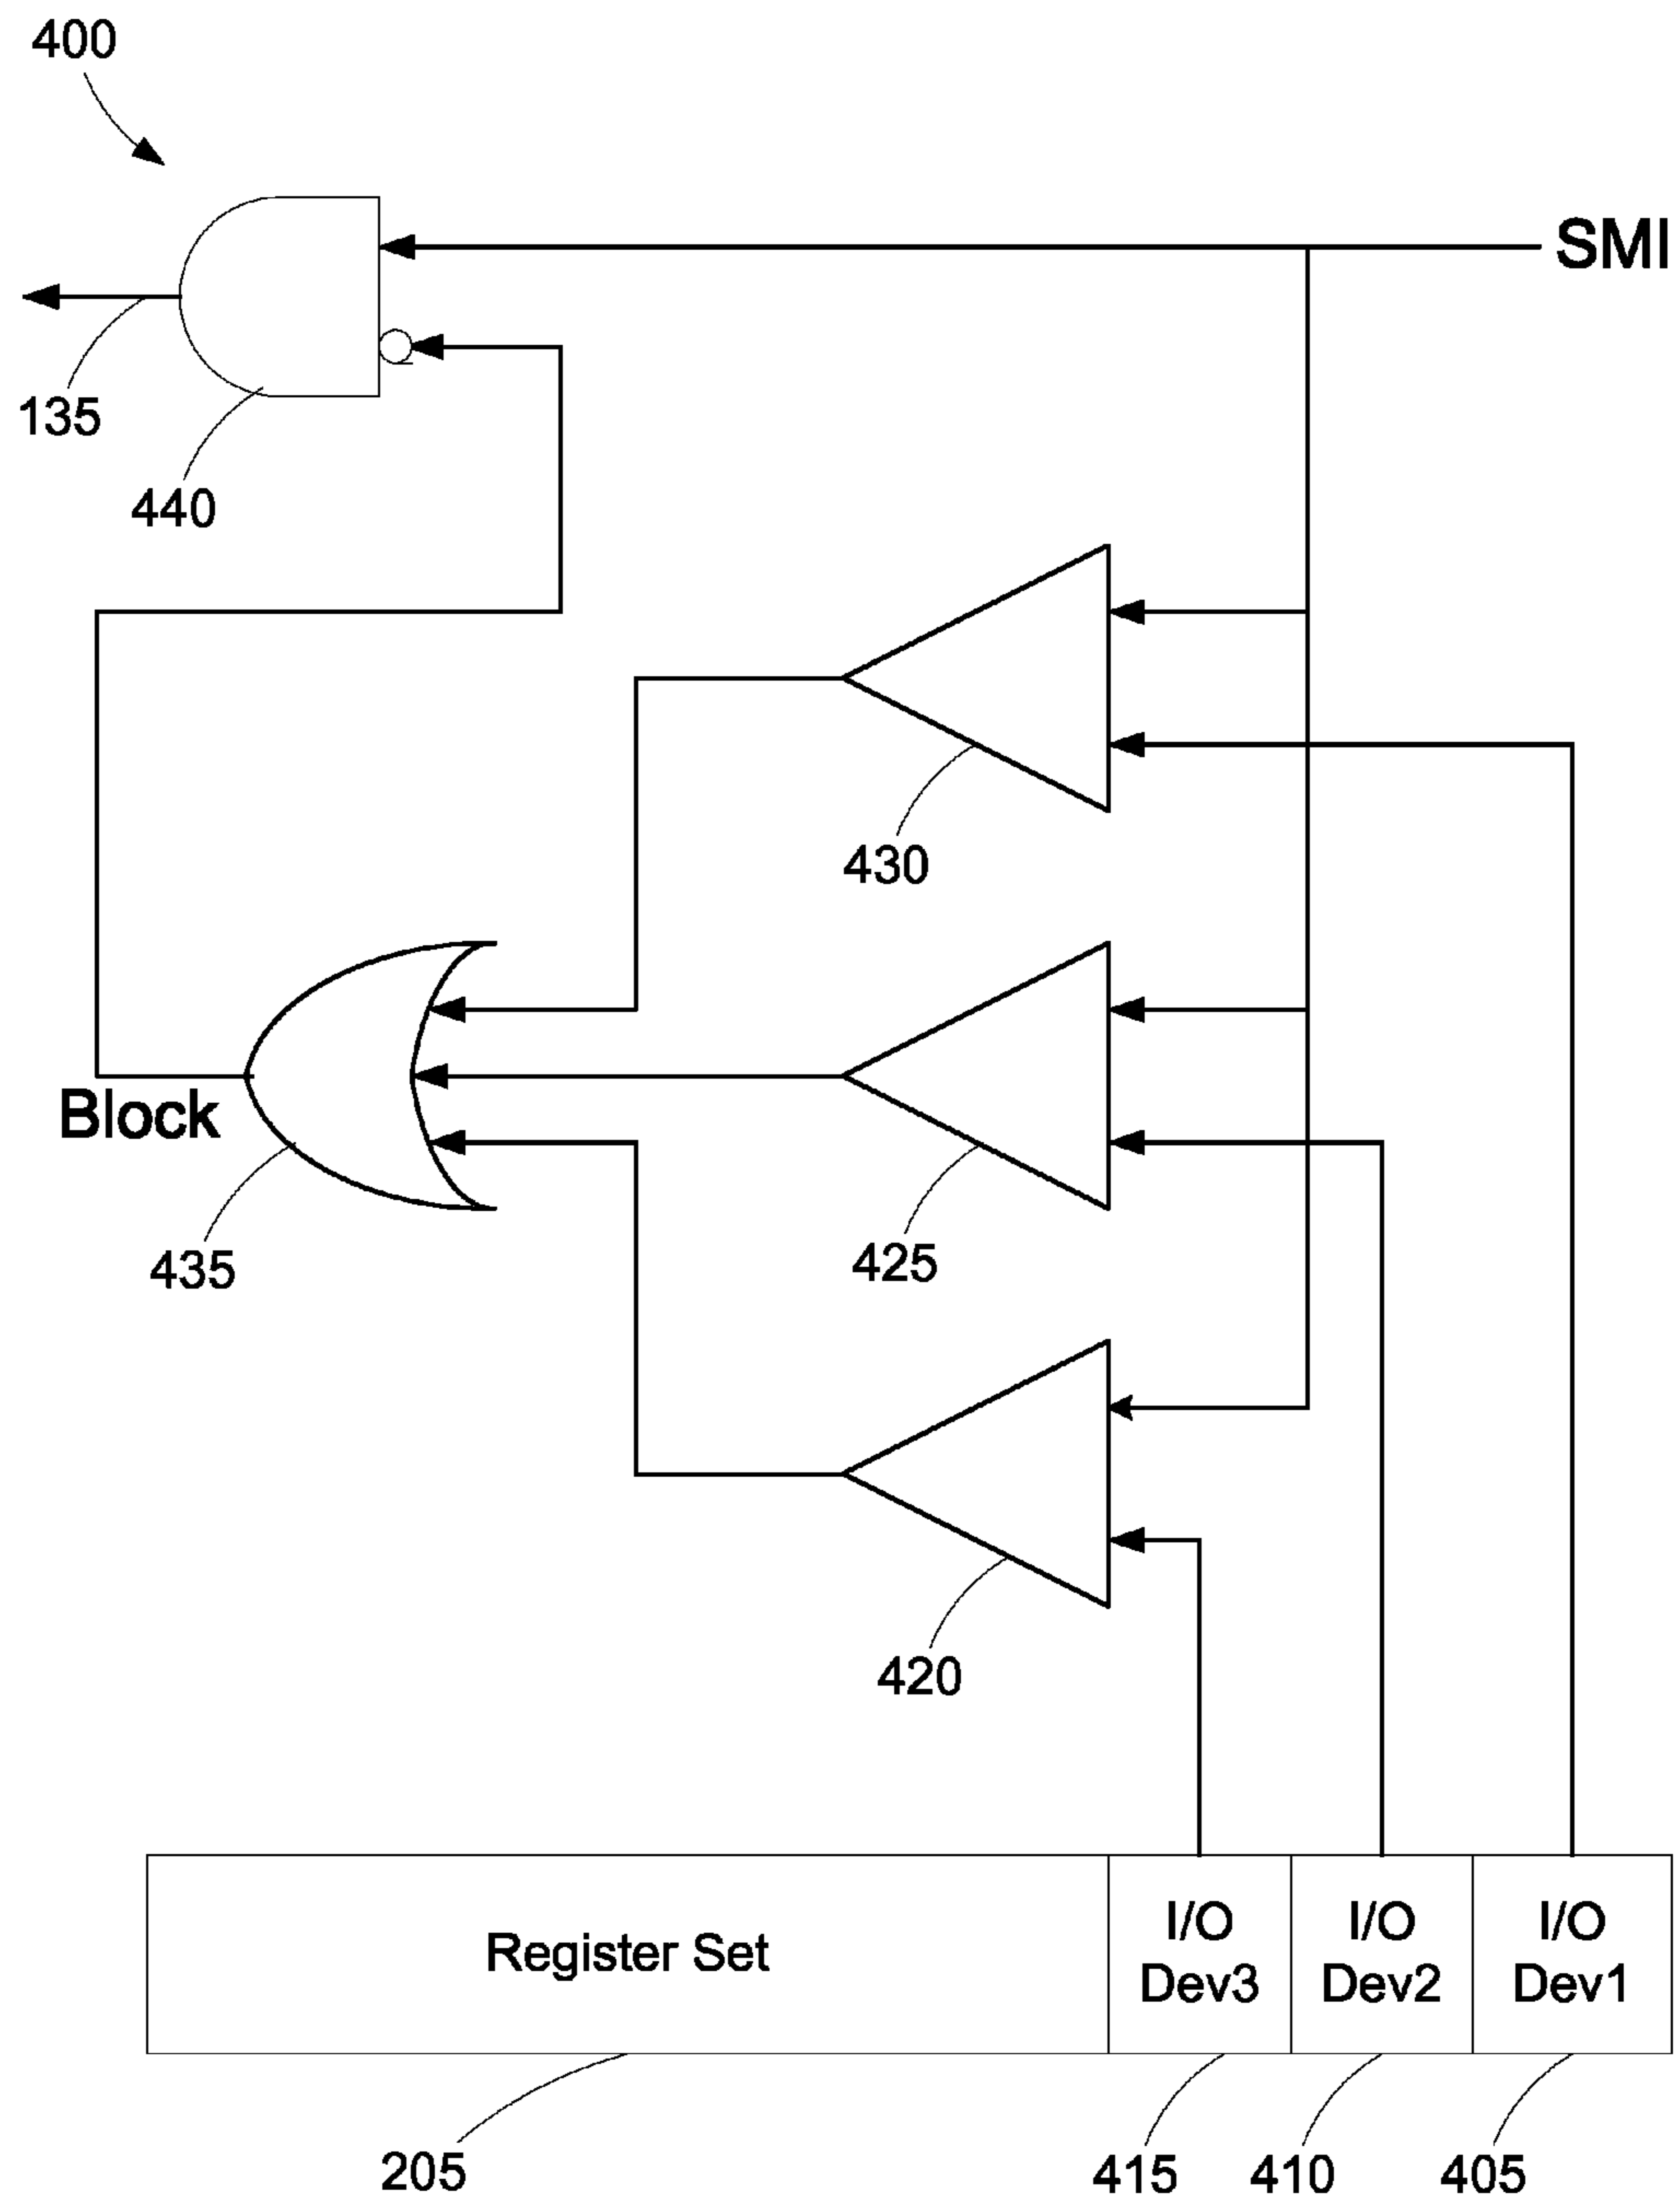 400
SMI
135
440
430
Block
435
425
420
Register Set
I/O
Dev3
I/O
Dev2
I/O
Dev1
205
415
410
405